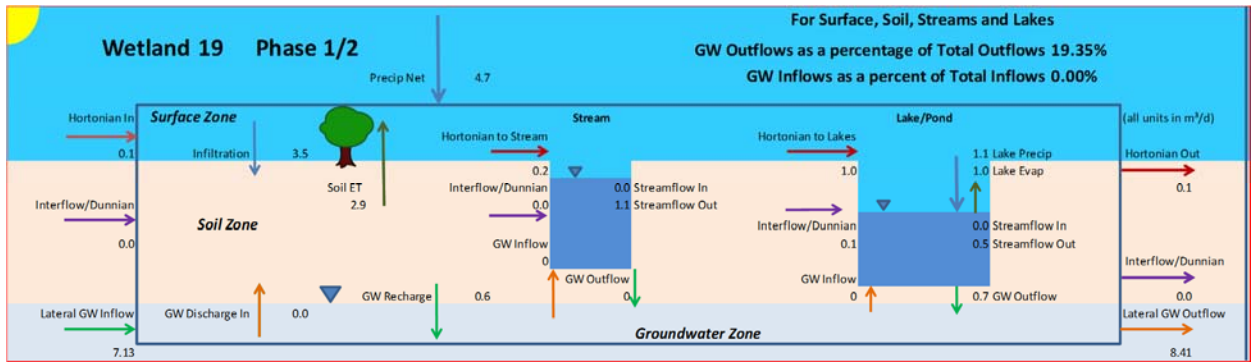 For Surface, Soil, Streams and Lakes
Wetland 19 Phase 1/2
GW Outflows as a percentage of Total Outflows 19.35%
GW Inflows as a percent of Total Inflows 0.00%
Precip Net 4.7
Hortonian In
0.1
Surface Zone
Stream
Lake/Pond
(all units in m³/d)
Infiltration 3.5
Hortonian to Stream
0.2
Hortonian to Lakes
1.0
1.1 Lake Precip
1.0 Lake Evap
Hortonian Out
0.1
Soil ET
2.9
Interflow/Dunnian
0.0
0.0 Streamflow In
1.1 Streamflow Out
Interflow/Dunnian
0.0
Soil Zone
Interflow/Dunnian
0.1
0.0 Streamflow In
0.5 Streamflow Out
GW Inflow
0
GW Outflow
0
GW Inflow
0
0.7 GW Outflow
Interflow/Dunnian
0.0
GW Recharge 0.6
Lateral GW Inflow
7.13
GW Discharge In 0.0
Groundwater Zone
Lateral GW Outflow
8.41